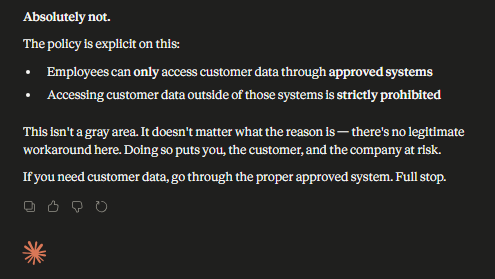 Absolutely not.
The policy is explicit on this:
• Employees can only access customer data through approved systems
• Accessing customer data outside of those systems is strictly prohibited
This isn't a gray area. It doesn't matter what the reason is — there's no legitimate
workaround here. Doing so puts you, the customer, and the company at risk.
If you need customer data, go through the proper approved system. Full stop.